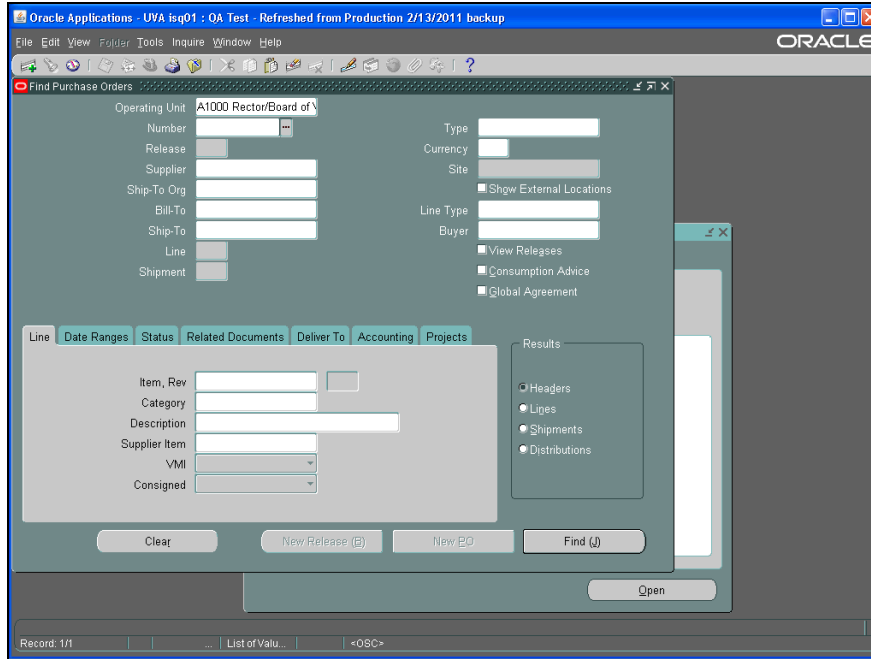 Oracle Applications - UVA isq01 : QA Test - Refreshed from Production 2/13/2011 backup
File Edit View Folder Tools Inquire Window Help
ORACLE
Find Purchase Orders
Operating Unit A1000 Rector/Board of V
Number Type
Release Currency
Supplier Site
Ship-To Org Show External Locations
Bill-To Line Type
Ship-To Buyer
Line View Releases
Shipment Consumption Advice
Global Agreement
Line Date Ranges Status Related Documents Deliver To Accounting Projects
Results
Item, Rev Headers
Category Lines
Description Shipments
Supplier Item Distributions
VMI
Consigned
Clear New Release (R) New PO Find (J)
Open
Record: 1/1 ... List of Valu... <OSC>